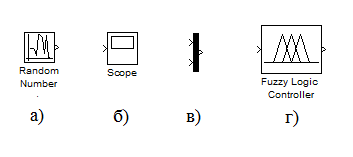 Random
Number
Scope
Fuzzy Logic
Controller
а)
б)
в)
г)